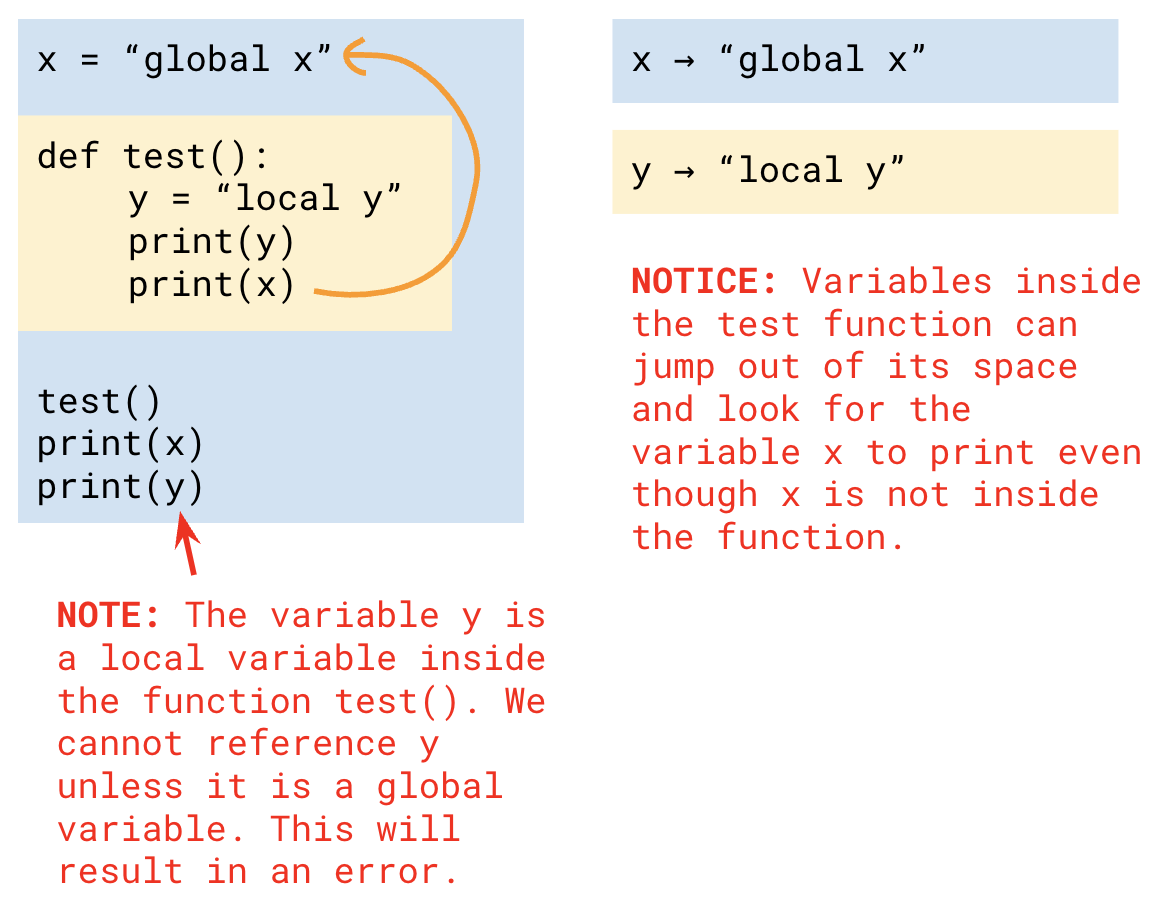 x = “global x”
def test():
y = “local y”
print(y)
print(x)
test()
print(x)
print(y)
NOTE: The variable y is
a local variable inside
the function test(). We
cannot reference y
unless it is a global
variable. This will
result in an error.
x → “global x”
y → “local y”
NOTICE: Variables inside
the test function can
jump out of its space
and look for the
variable x to print even
though x is not inside
the function.